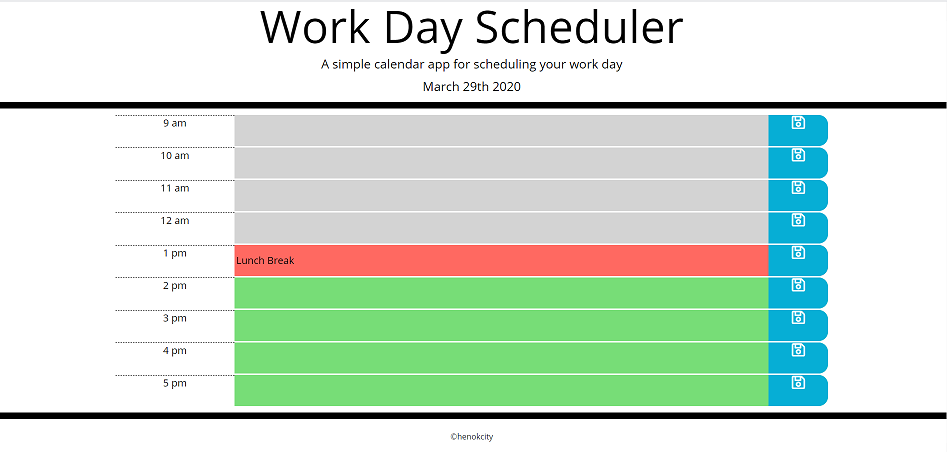 Work Day Scheduler
A simple calendar app for scheduling your work day
March 29th 2020
9 am
10 am
11 am
12 am
1 pm
Lunch Break
2 pm
3 pm
4 pm
5 pm
©henokcity